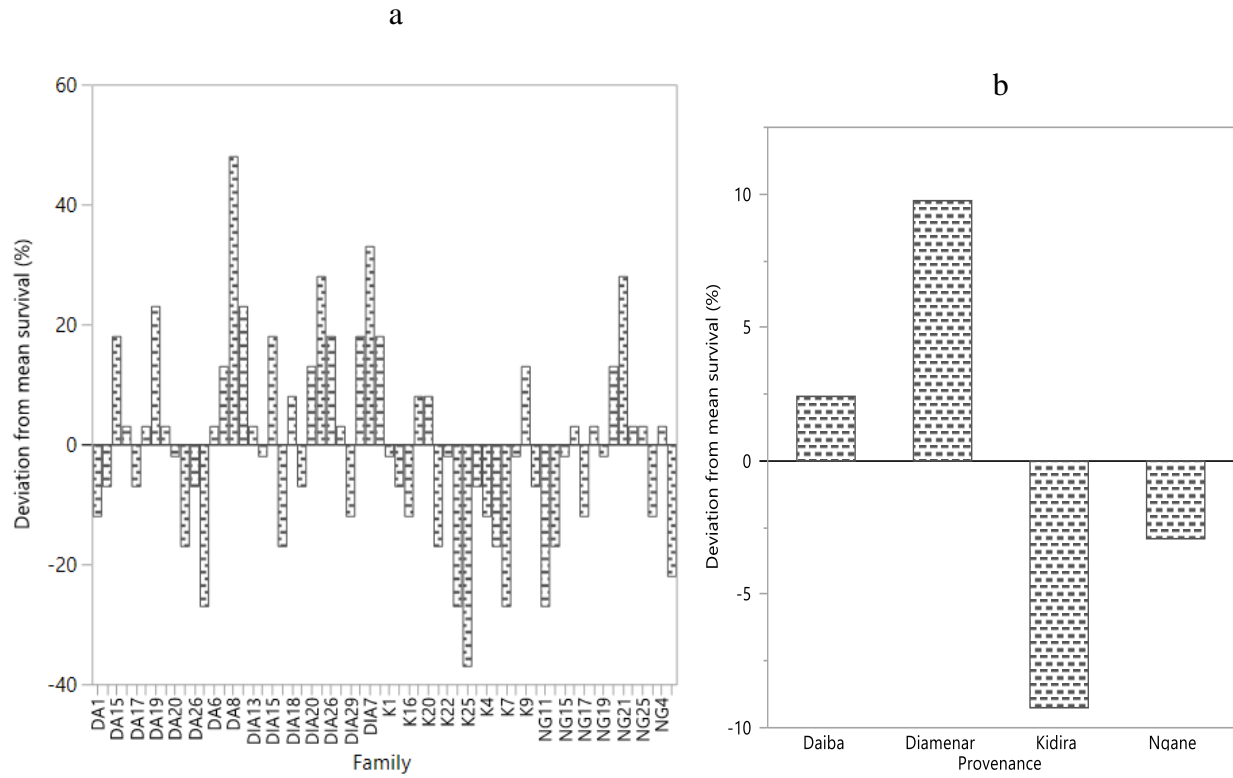 a
60
40
20
0
-20
-40
Deviation from mean survival (%)
DA1
DA15
DA17
DA19
DA20
DA26
DA6
DA8
DIA13
DIA15
DIA18
DIA20
DIA26
DIA29
DIA7
K1
K16
K20
K22
K25
K4
K7
K9
NG11
NG15
NG17
NG19
NG21
NG25
NG4
Family
b
10
5
0
-5
-10
Deviation from mean survival (%)
Daiba
Diamenar
Kidira
Ngane
Provenance